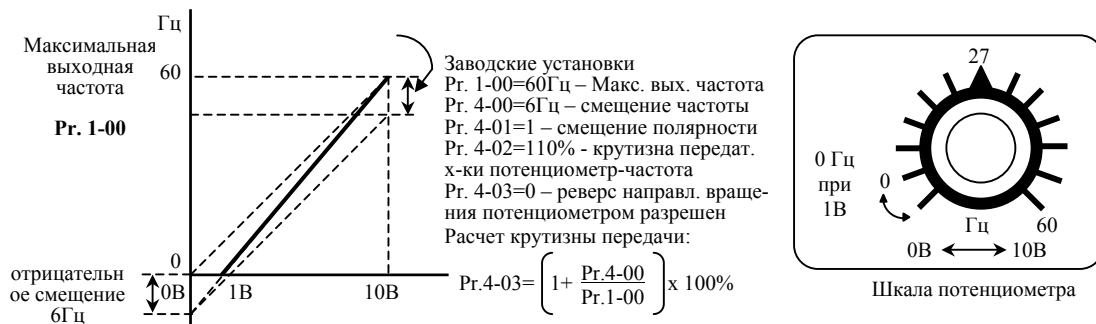 Гц
Максимальная
выходная
частота
60
Pr. 1-00
0
отрицательн
ое смещение
6Гц
0В
1В
10В
Заводские установки
Pr. 1-00=60Гц – Макс. вых. частота
Pr. 4-00=6Гц – смещение частоты
Pr. 4-01=1 – смещение полярности
Pr. 4-02=110% - крутизна передат.
х-ки потенциометр-частота
Pr. 4-03=0 – реверс направл. враще-
ния потенциометром разрешен
Расчет крутизны передачи:
Pr.4-03= ( 1+ Pr.4-00 / Pr.1-00 ) x 100%
27
0 Гц
при
1В
0
60
Гц
0В
10В
Шкала потенциометра